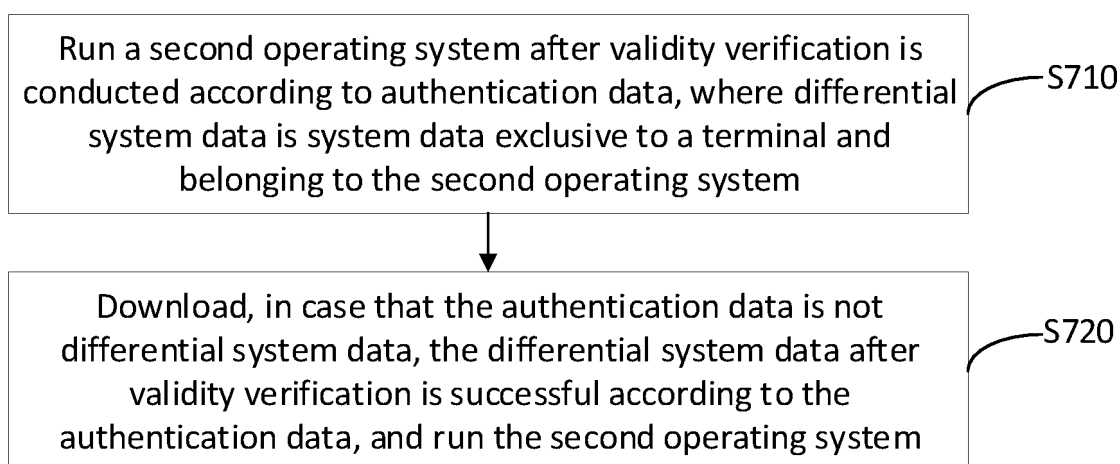 Run a second operating system after validity verification is
conducted according to authentication data, where differential
system data is system data exclusive to a terminal and
belonging to the second operating system
S710
Download, in case that the authentication data is not
differential system data, the differential system data after
validity verification is successful according to the
authentication data, and run the second operating system
S720